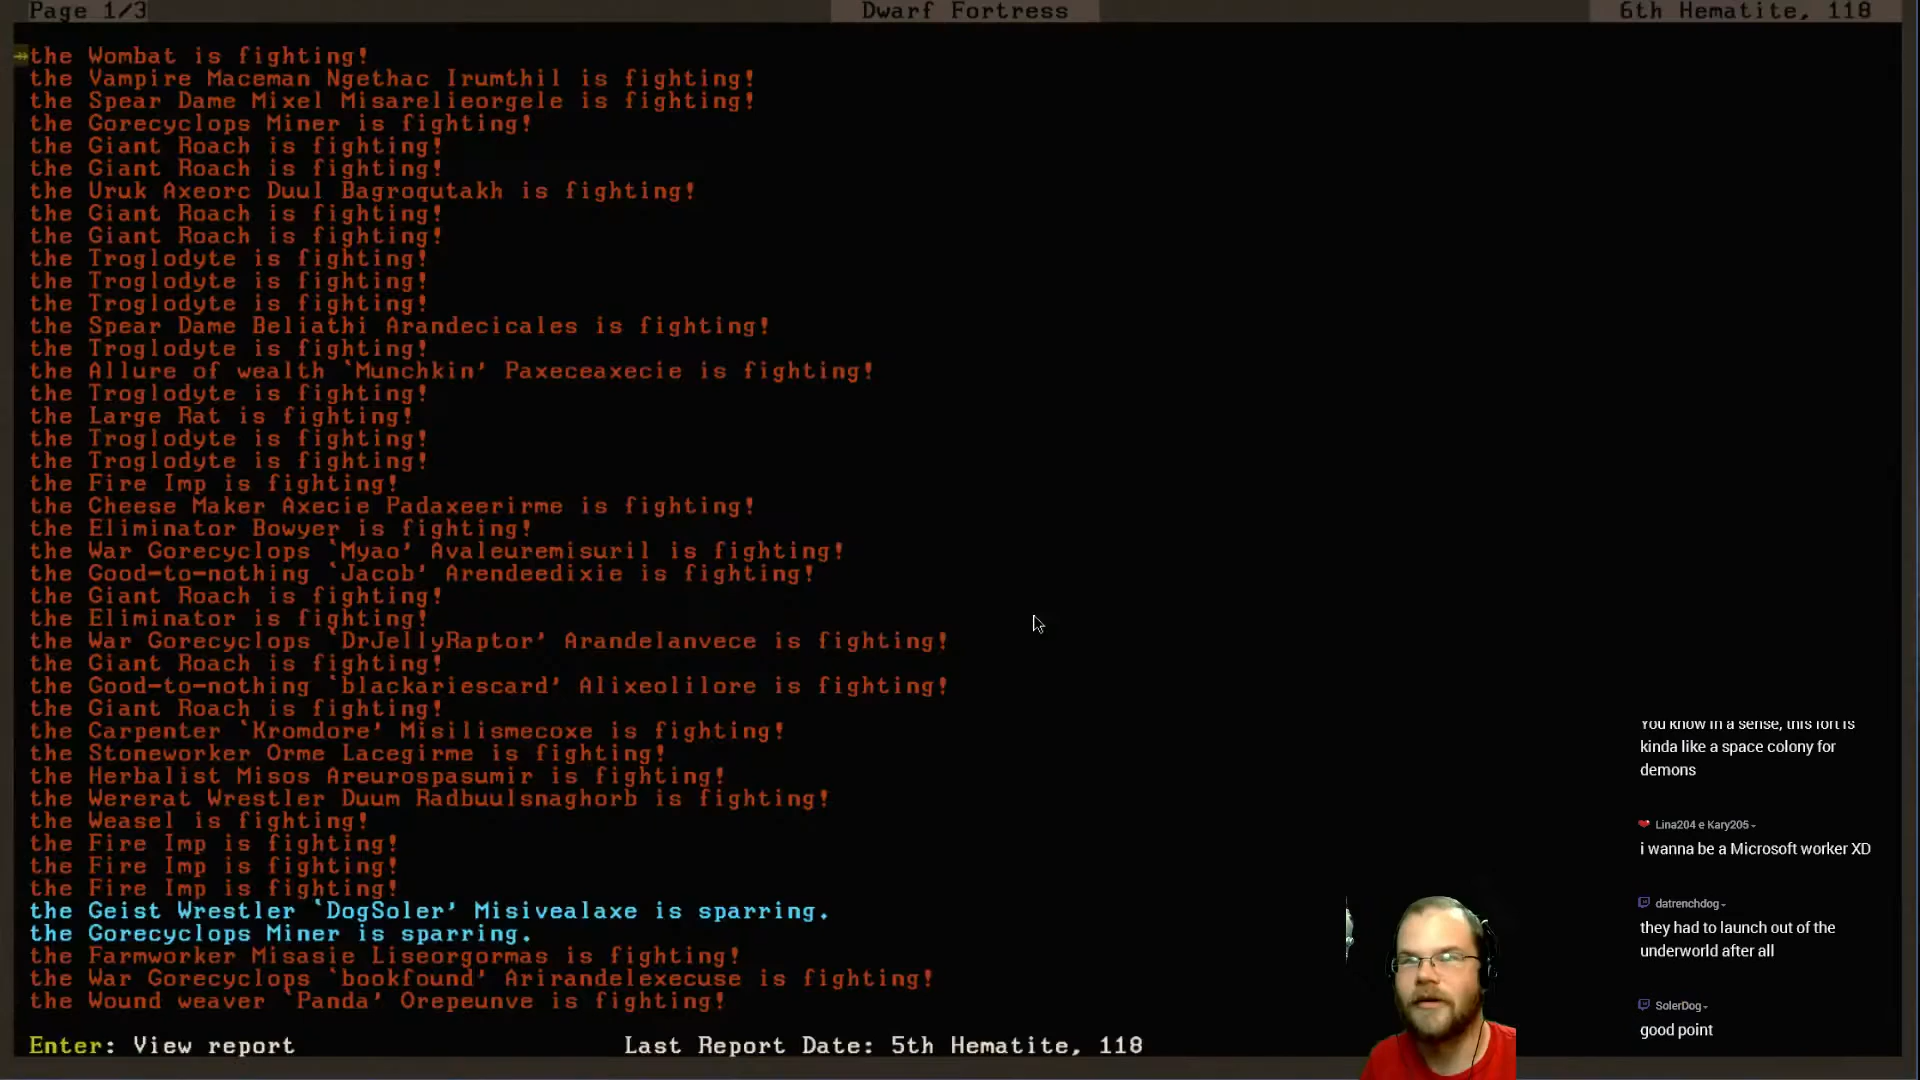 Page 1/3
Dwarf Fortress
6th Hematite, 118
the Wombat is fighting!
the Vampire Maceman Ngethac Irumthil is fighting!
the Spear Dame Mixel Misarelieorgele is fighting!
the Gorecyclops Miner is fighting!
the Giant Roach is fighting!
the Giant Roach is fighting!
the Uruk Axeorc Duul Bagroqutakh is fighting!
the Giant Roach is fighting!
the Giant Roach is fighting!
the Troglodyte is fighting!
the Troglodyte is fighting!
the Troglodyte is fighting!
the Spear Dame Beliathi Arandecicales is fighting!
the Troglodyte is fighting!
the Allure of wealth `Munchkin' Paxeceaxecie is fighting!
the Troglodyte is fighting!
the Large Rat is fighting!
the Troglodyte is fighting!
the Troglodyte is fighting!
the Fire Imp is fighting!
the Cheese Maker Axecie Padaxeerirme is fighting!
the Eliminator Bowyer is fighting!
the War Gorecyclops `Myao' Avaleuremisuril is fighting!
the Good-to-nothing `Jacob' Arendeedixie is fighting!
the Giant Roach is fighting!
the Eliminator is fighting!
the War Gorecyclops `DrJellyRaptor' Arandelanvece is fighting!
the Giant Roach is fighting!
the Good-to-nothing `blackariescard' Alixeolilore is fighting!
the Giant Roach is fighting!
the Carpenter `Kromdore' Misilismecoxe is fighting!
the Stoneworker Orme Lacegirme is fighting!
the Herbalist Misos Areurospasumir is fighting!
the Wererat Wrestler Duum Radbuulsnaghorb is fighting!
the Weasel is fighting!
the Fire Imp is fighting!
the Fire Imp is fighting!
the Fire Imp is fighting!
the Geist Wrestler `DogSoler' Misivealaxe is sparring.
the Gorecyclops Miner is sparring.
the Farmworker Misasie Liseorgormas is fighting!
the War Gorecyclops `bookfound' Arirandelexecuse is fighting!
the Wound weaver `Panda' Orepeunve is fighting!
Enter: View report
Last Report Date: 5th Hematite, 118
You know in a sense, this fort is
kinda like a space colony for
demons
Lina204 e Kary205
i wanna be a Microsoft worker XD
datrenchdog
they had to launch out of the
underworld after all
SolerDog
good point